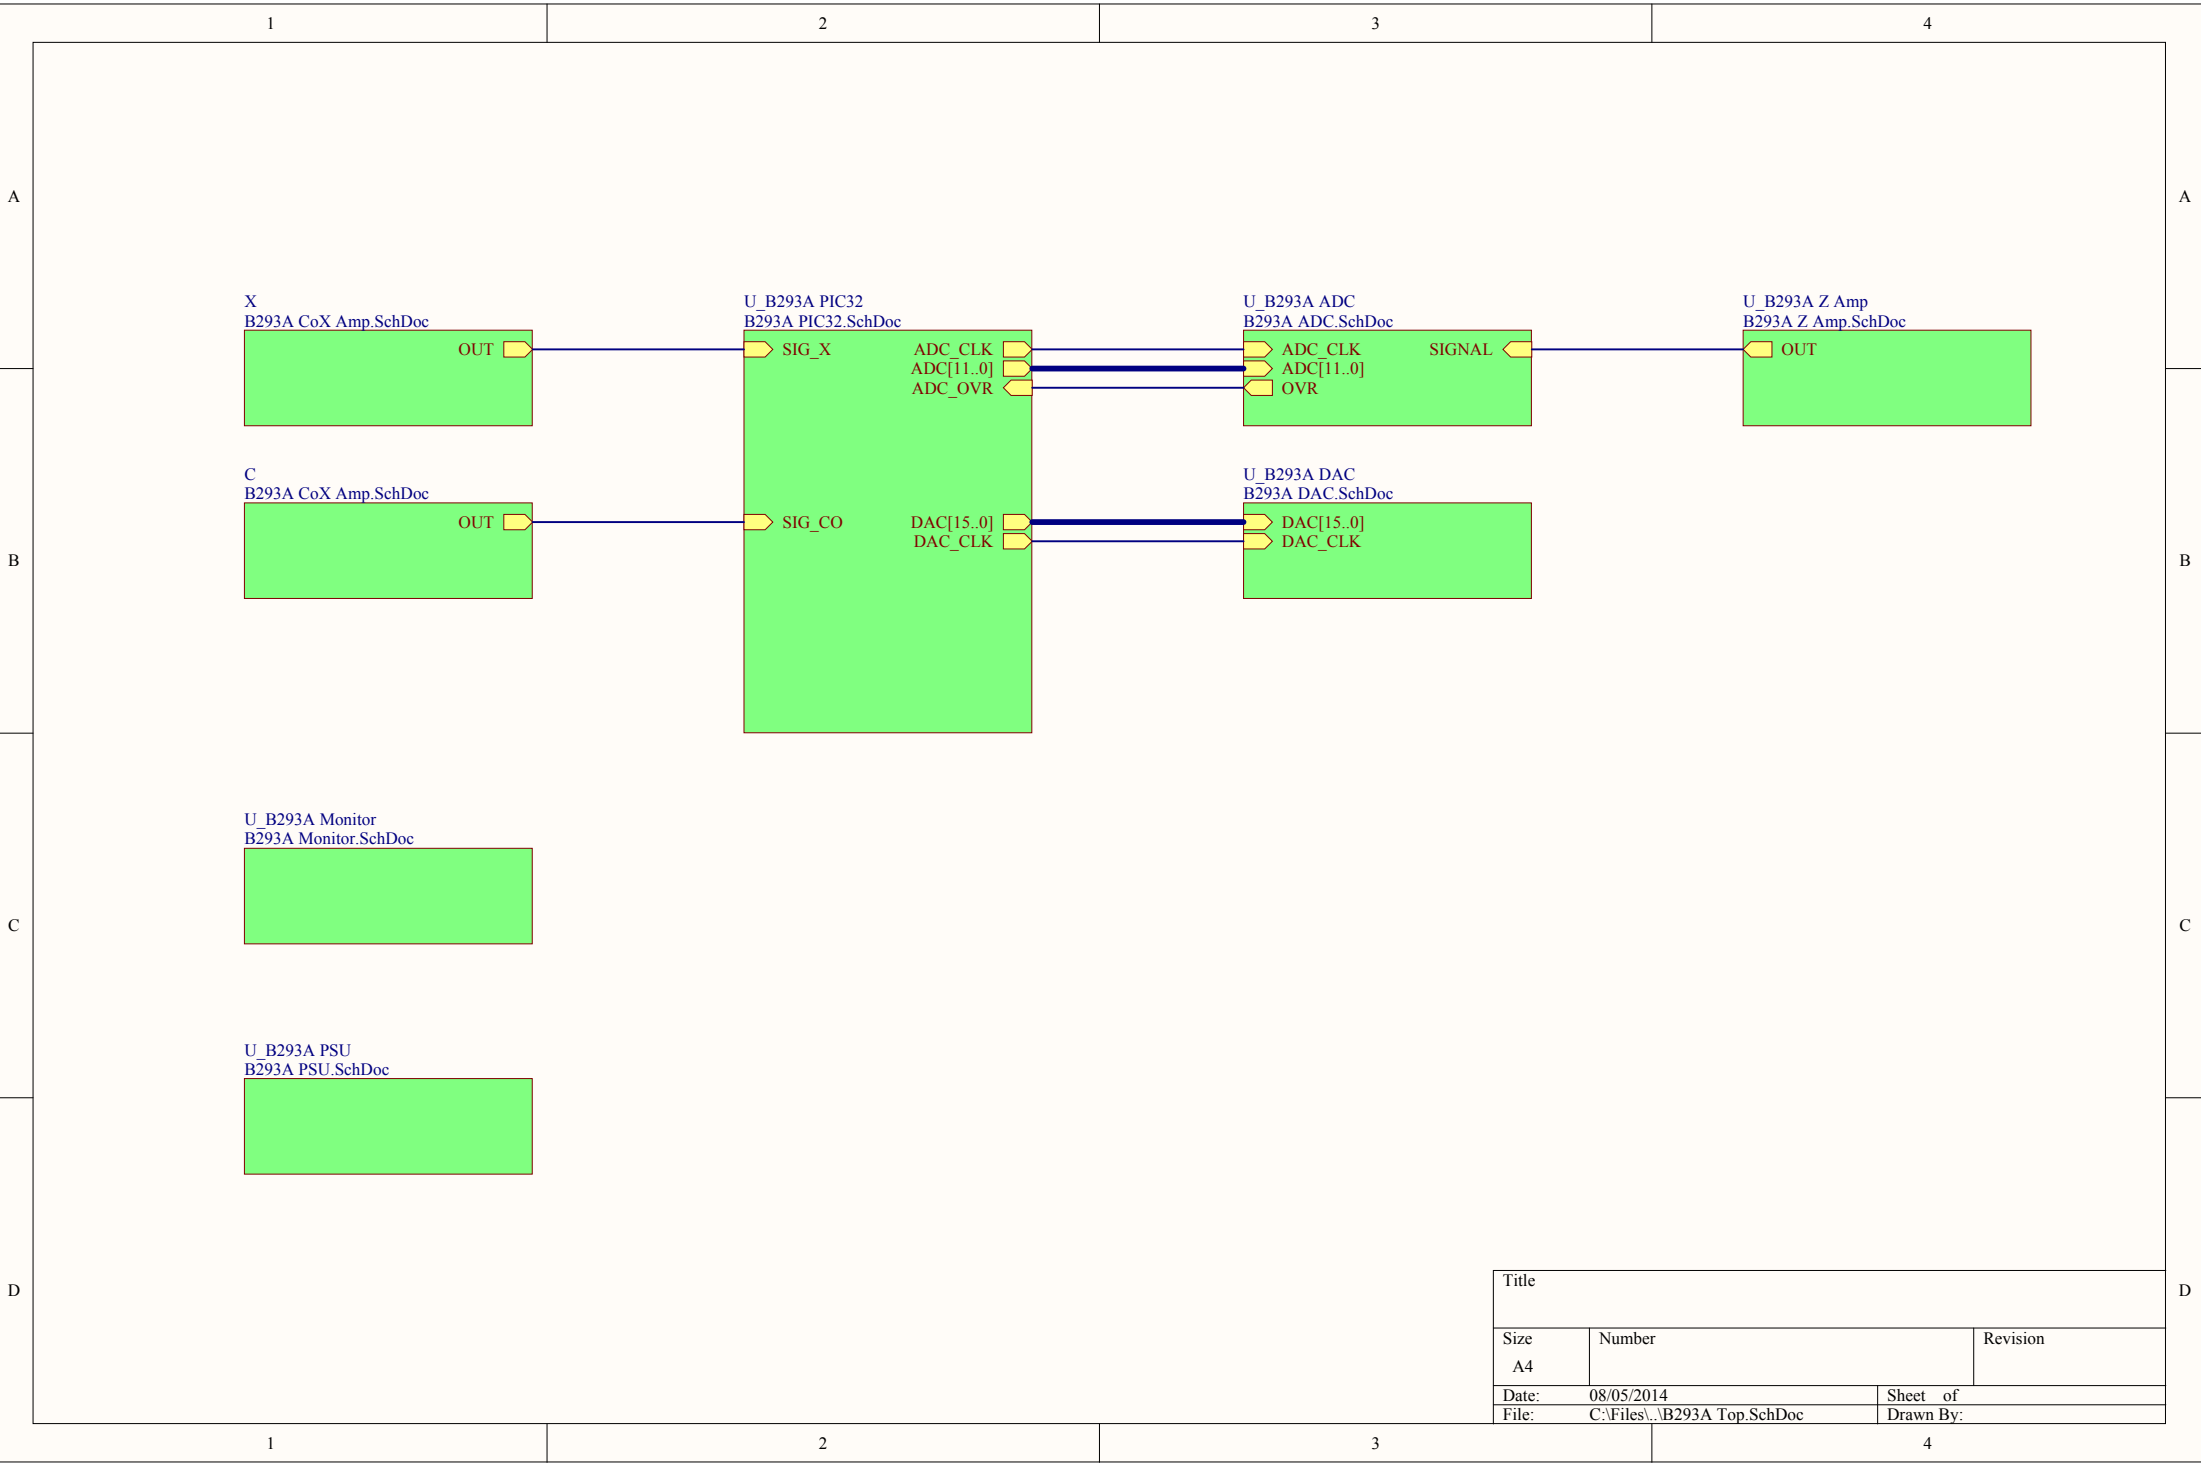 1 2 3 4
A A
X
B293A CoX Amp.SchDoc
OUT
U_B293A PIC32
B293A PIC32.SchDoc
SIG_X ADC_CLK
ADC[11..0]
ADC_OVR
U_B293A ADC
B293A ADC.SchDoc
ADC_CLK SIGNAL
ADC[11..0]
OVR
U_B293A Z Amp
B293A Z Amp.SchDoc
OUT
C
B293A CoX Amp.SchDoc
OUT
SIG_CO DAC[15..0]
DAC_CLK
U_B293A DAC
B293A DAC.SchDoc
DAC[15..0]
DAC_CLK
B B
U_B293A Monitor
B293A Monitor.SchDoc
C C
U_B293A PSU
B293A PSU.SchDoc
D D
Title
Size Number Revision
A4
Date: 08/05/2014 Sheet of
File: C:\Files\..\B293A Top.SchDoc Drawn By:
1 2 3 4